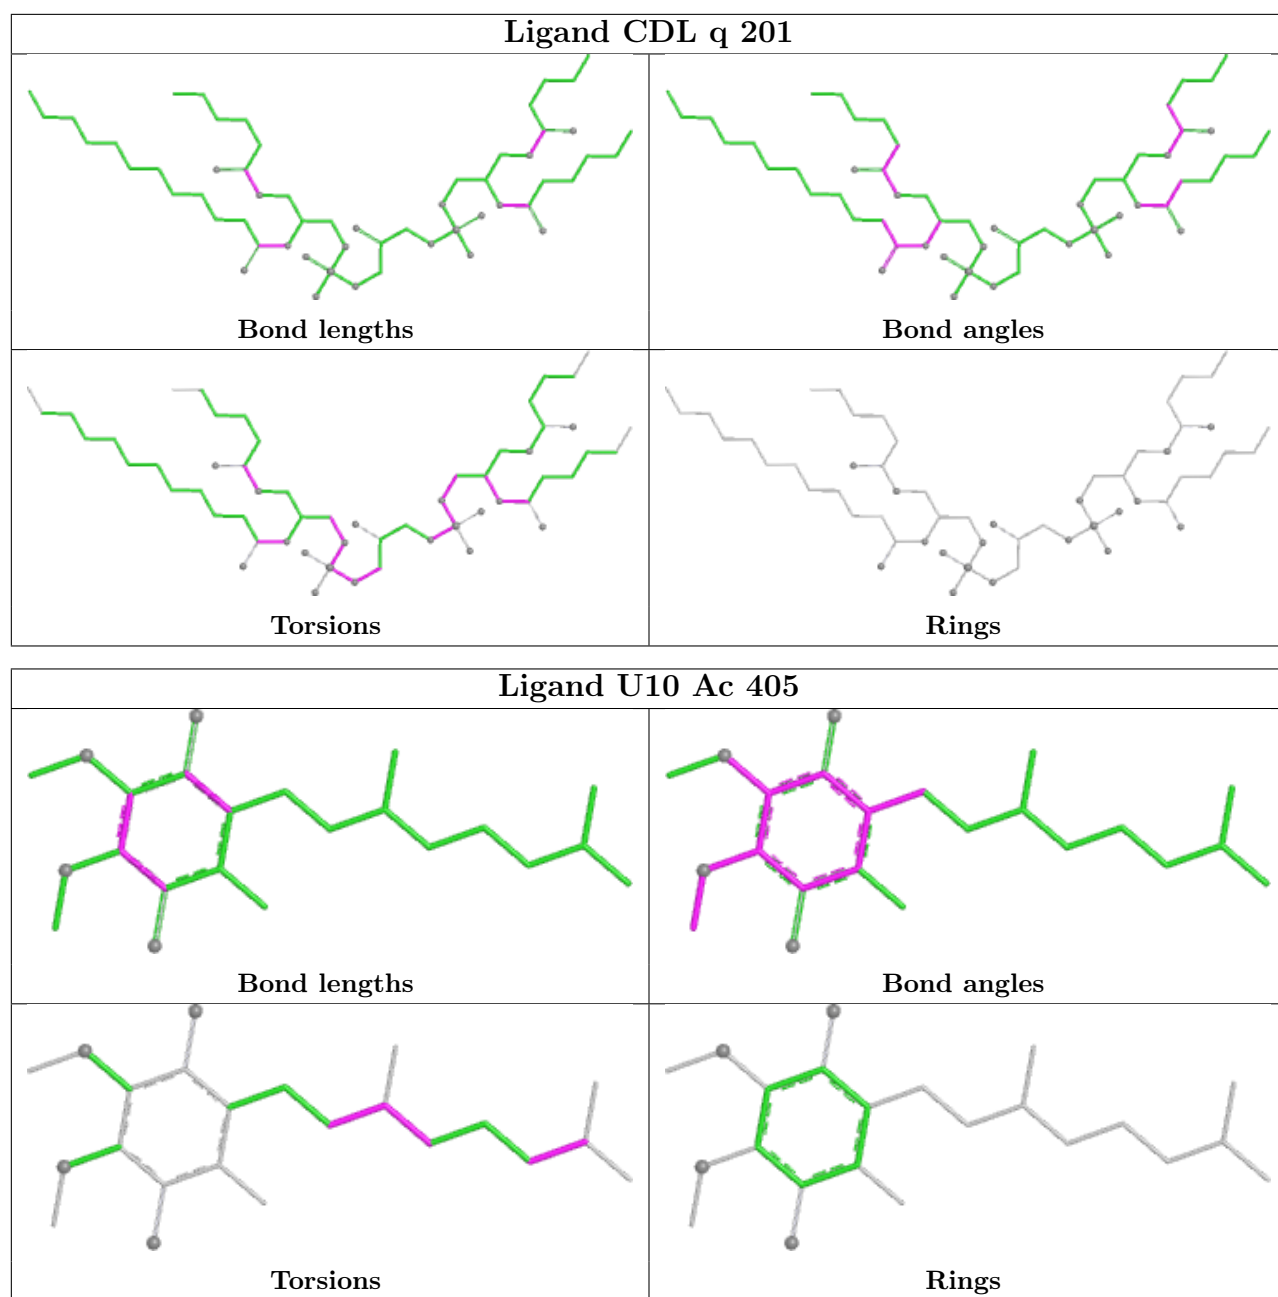 Ligand CDL q 201
Bond lengths
Bond angles
Torsions
Rings
Ligand U10 Ac 405
Bond lengths
Bond angles
Torsions
Rings